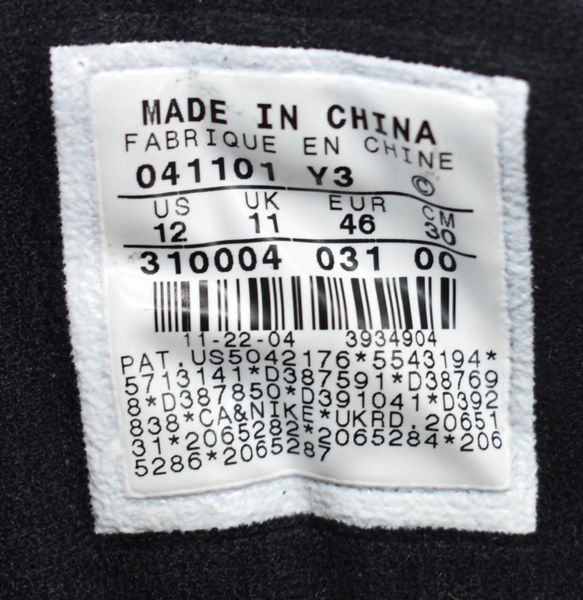 MADE IN CHINA
FABRIQUE EN CHINE
041101 Y3 ©
US UK EUR CM
12 11 46 30
310004 031 00
11-22-04 3934904
PAT. US5042176*5543194*
5713141*D387591*D38769
8*D387850*D391041*D392
838*CA&NIKE*UKRD.20651
31*2065282*2065284*206
5286*2065287